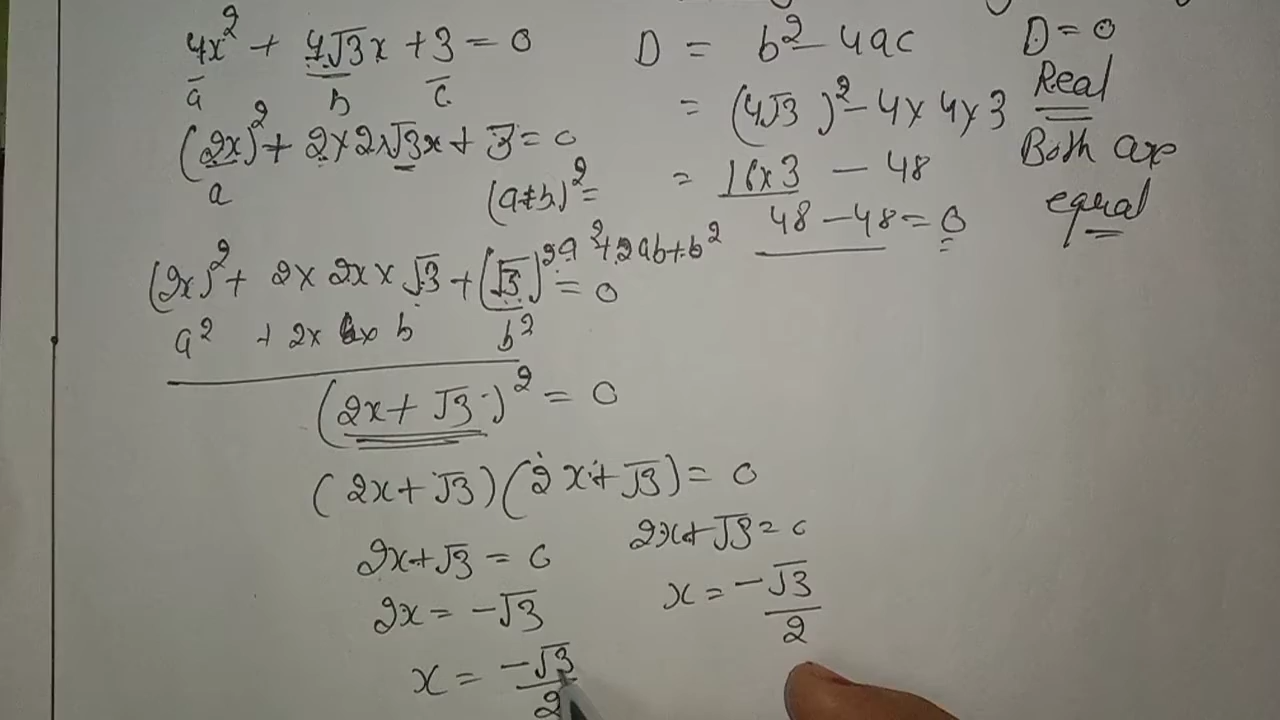 4x² + 4√3x + 3 = 0
a b c
(2x)² + 2×2√3x + 3 = 0
a
(a+b)² =
a² + 2ab + b²
(2x)² + 2 × 2x × √3 + (√3)² = 0
a² + 2× a× b b²
(2x + √3)² = 0
(2x + √3)(2x + √3) = 0
2x + √3 = 0
2x = -√3
x = -√3/2
2x + √3 = 0
x = -√3/2
D = b² - 4ac
= (4√3)² - 4 × 4 × 3
= 16×3 - 48
48 - 48 = 0
D = 0
Real
Both are
equal